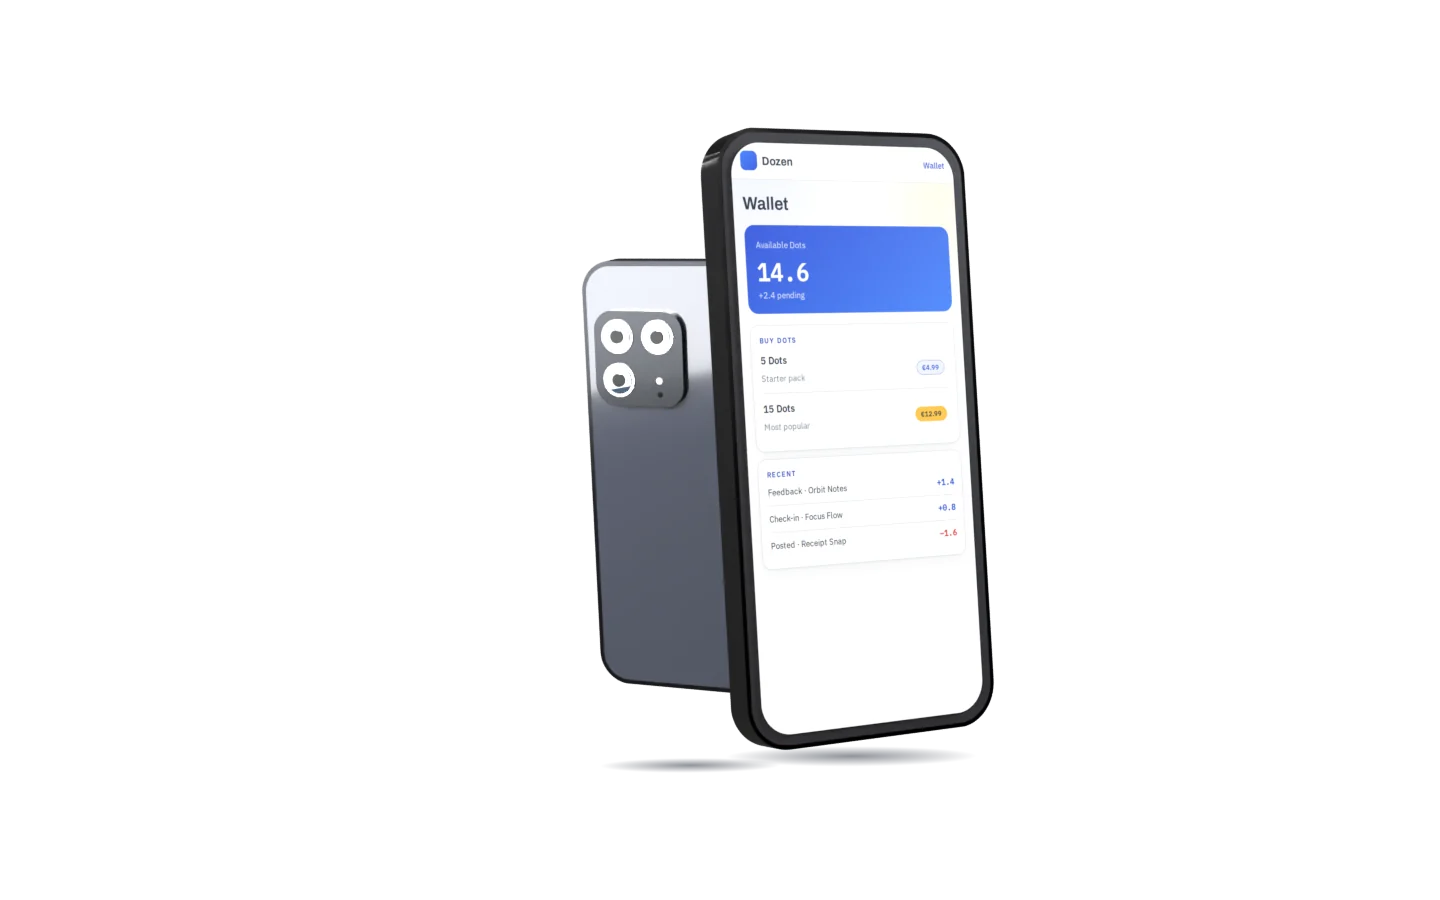 Dozen
Wallet
Wallet
Available Dots
14.6
+2.4 pending
BUY DOTS
5 Dots
Starter pack
€4.99
15 Dots
Most popular
€12.99
RECENT
Feedback · Orbit Notes
+1.4
Check-in · Focus Flow
+0.8
Posted · Receipt Snap
−1.6